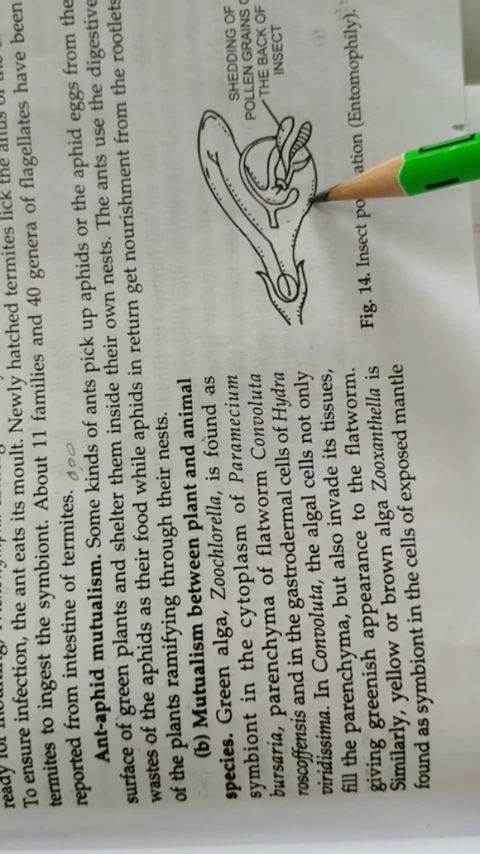 To ensure infection, the ant eats its moult. Newly hatched termites lick the anus of the
termites to ingest the symbiont. About 11 families and 40 genera of flagellates have been
reported from intestine of termites.
Ant-aphid mutualism. Some kinds of ants pick up aphids or the aphid eggs from the
surface of green plants and shelter them inside their own nests. The ants use the digestive
wastes of the aphids as their food while aphids in return get nourishment from the rootlets
of the plants ramifying through their nests.
(b) Mutualism between plant and animal
species. Green alga, Zoochlorella, is found as
symbiont in the cytoplasm of Paramecium
bursaria, parenchyma of flatworm Convoluta
roscoffensis and in the gastrodermal cells of Hydra
viridissima. In Convoluta, the algal cells not only
fill the parenchyma, but also invade its tissues,
giving greenish appearance to the flatworm.
Similarly, yellow or brown alga Zooxanthella is
found as symbiont in the cells of exposed mantle
SHEDDING OF
POLLEN GRAINS
THE BACK OF
INSECT
Fig. 14. Insect ation (Entomophily).